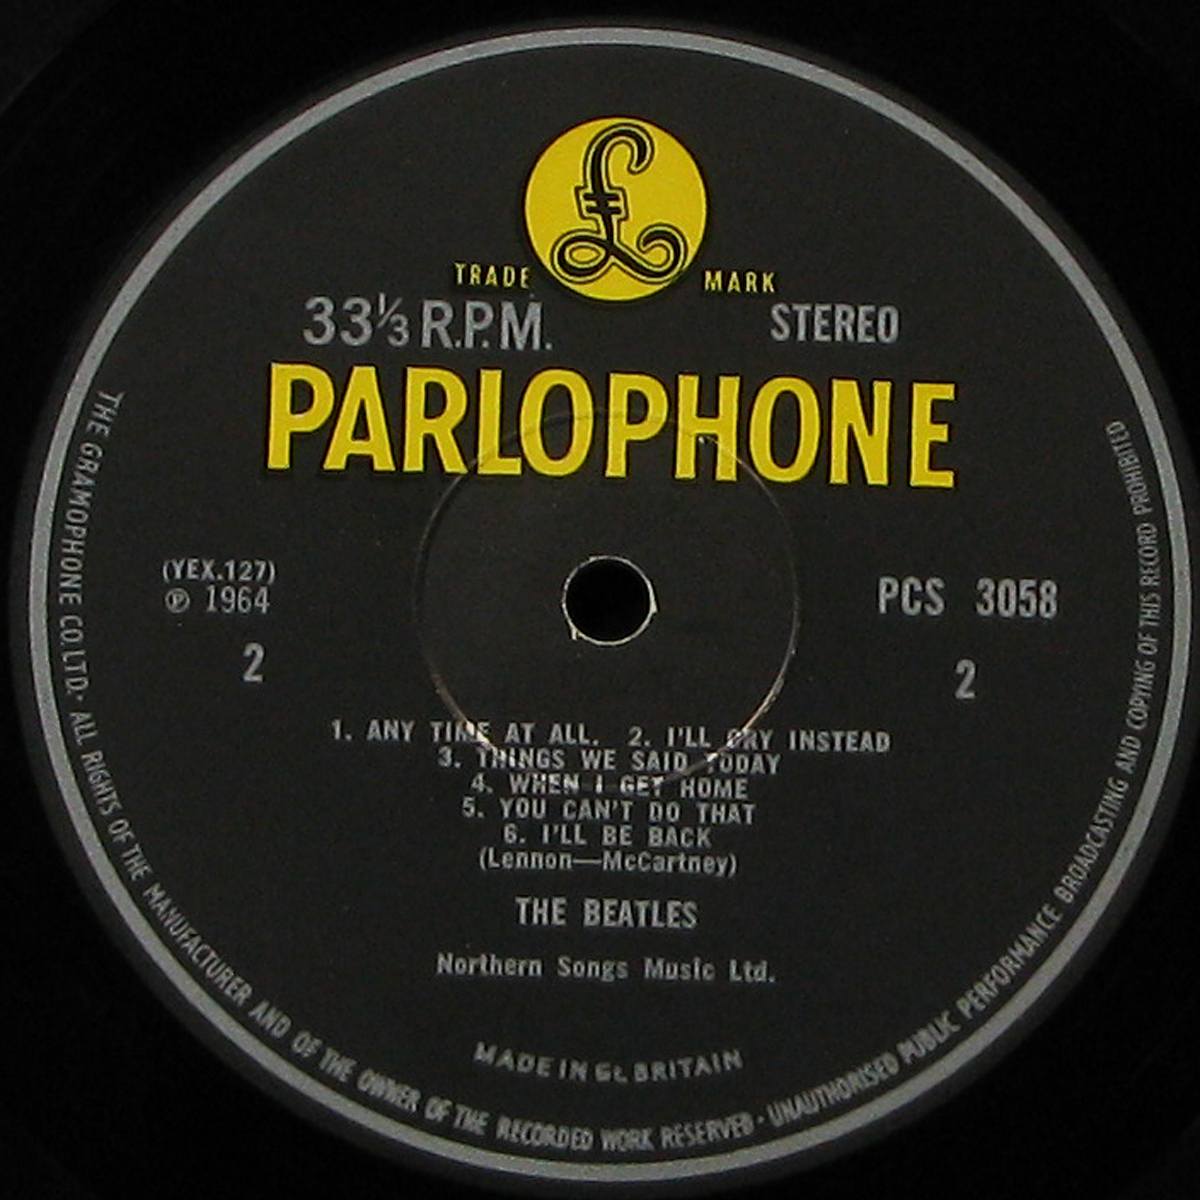 £
TRADE MARK
33⅓ R.P.M. STEREO
PARLOPHONE
(YEX.127)
℗ 1964
PCS 3058
2 2
1. ANY TIME AT ALL. 2. I'LL CRY INSTEAD
3. THINGS WE SAID TODAY
4. WHEN I GET HOME
5. YOU CAN'T DO THAT
6. I'LL BE BACK
(Lennon—McCartney)
THE BEATLES
Northern Songs Music Ltd.
MADE IN Gt. BRITAIN
THE GRAMOPHONE CO. LTD. · ALL RIGHTS OF THE MANUFACTURER AND OF THE OWNER OF THE RECORDED WORK RESERVED · UNAUTHORISED PUBLIC PERFORMANCE BROADCASTING AND COPYING OF THIS RECORD PROHIBITED